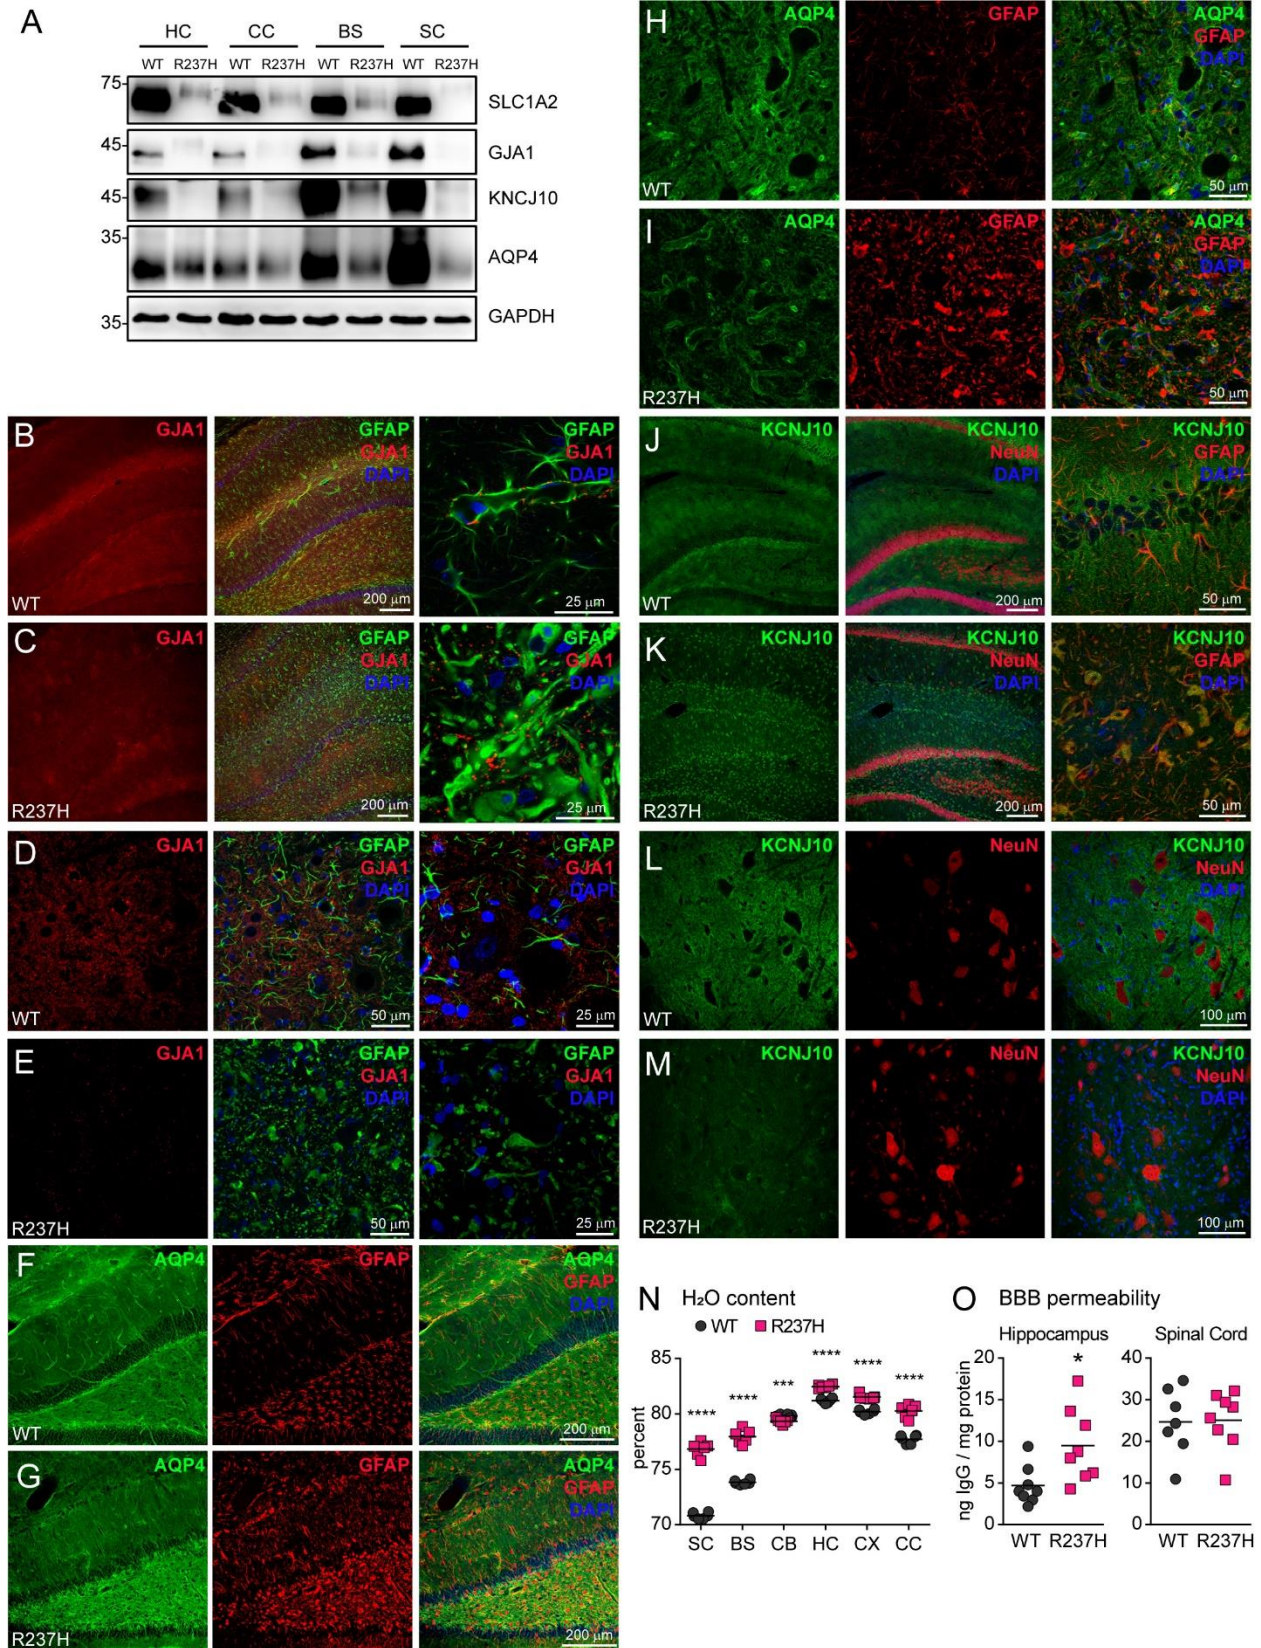 A
HC CC BS SC
WT R237H WT R237H WT R237H WT R237H
75
SLC1A2
45
GJA1
45
KNCJ10
35
AQP4
35
GAPDH
B
GJA1
WT
GFAP
GJA1
DAPI
200 µm
GFAP
GJA1
DAPI
25 µm
C
GJA1
R237H
GFAP
GJA1
DAPI
200 µm
GFAP
GJA1
DAPI
25 µm
D
GJA1
WT
GFAP
GJA1
DAPI
50 µm
GFAP
GJA1
DAPI
25 µm
E
GJA1
R237H
GFAP
GJA1
DAPI
50 µm
GFAP
GJA1
DAPI
25 µm
F
AQP4
WT
GFAP
AQP4
GFAP
DAPI
200 µm
G
AQP4
R237H
GFAP
AQP4
GFAP
DAPI
200 µm
H
AQP4
WT
GFAP
AQP4
GFAP
DAPI
50 µm
I
AQP4
R237H
GFAP
AQP4
GFAP
DAPI
50 µm
J
KCNJ10
WT
KCNJ10
NeuN
DAPI
200 µm
KCNJ10
GFAP
DAPI
50 µm
K
KCNJ10
R237H
KCNJ10
NeuN
DAPI
200 µm
KCNJ10
GFAP
DAPI
50 µm
L
KCNJ10
WT
NeuN
KCNJ10
NeuN
DAPI
100 µm
M
KCNJ10
R237H
NeuN
KCNJ10
NeuN
DAPI
100 µm
N H₂O content
WT R237H
85
80
75
70
percent
**** **** *** **** **** ****
SC BS CB HC CX CC
O BBB permeability
Hippocampus
ng IgG / mg protein
20
15
10
5
0
*
WT R237H
Spinal Cord
40
30
20
10
0
WT R237H